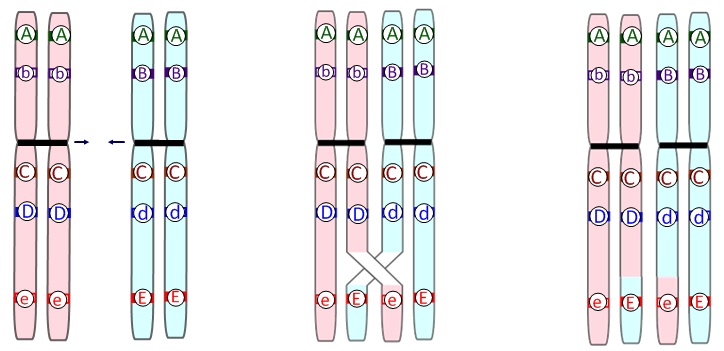 A A A A A A A A A A A A
b b B B b b B B b b B B
C C C C C C C C C C C C
D D d d D D d d D D d d
e e E E e E e E e E e E